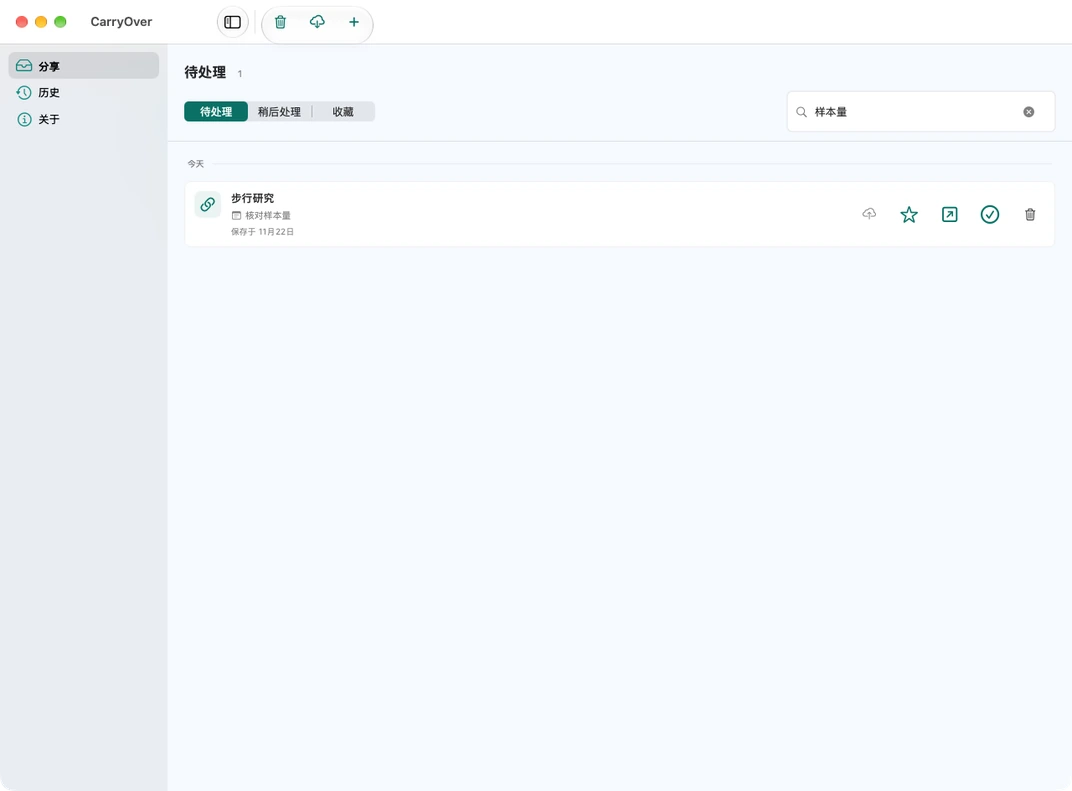 CarryOver
分享
历史
关于
待处理 1
待处理 稍后处理 收藏
样本量
今天
步行研究
核对样本量
保存于 11月22日